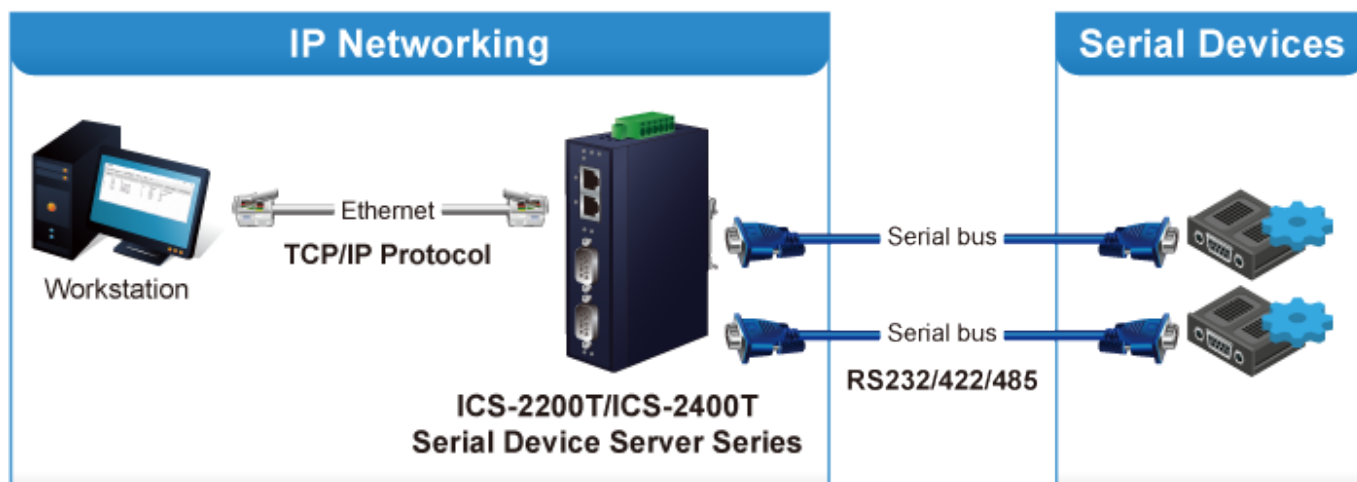 IP Networking
Serial Devices
Ethernet
TCP/IP Protocol
Workstation
Serial bus
Serial bus
RS232/422/485
ICS-2200T/ICS-2400T
Serial Device Server Series